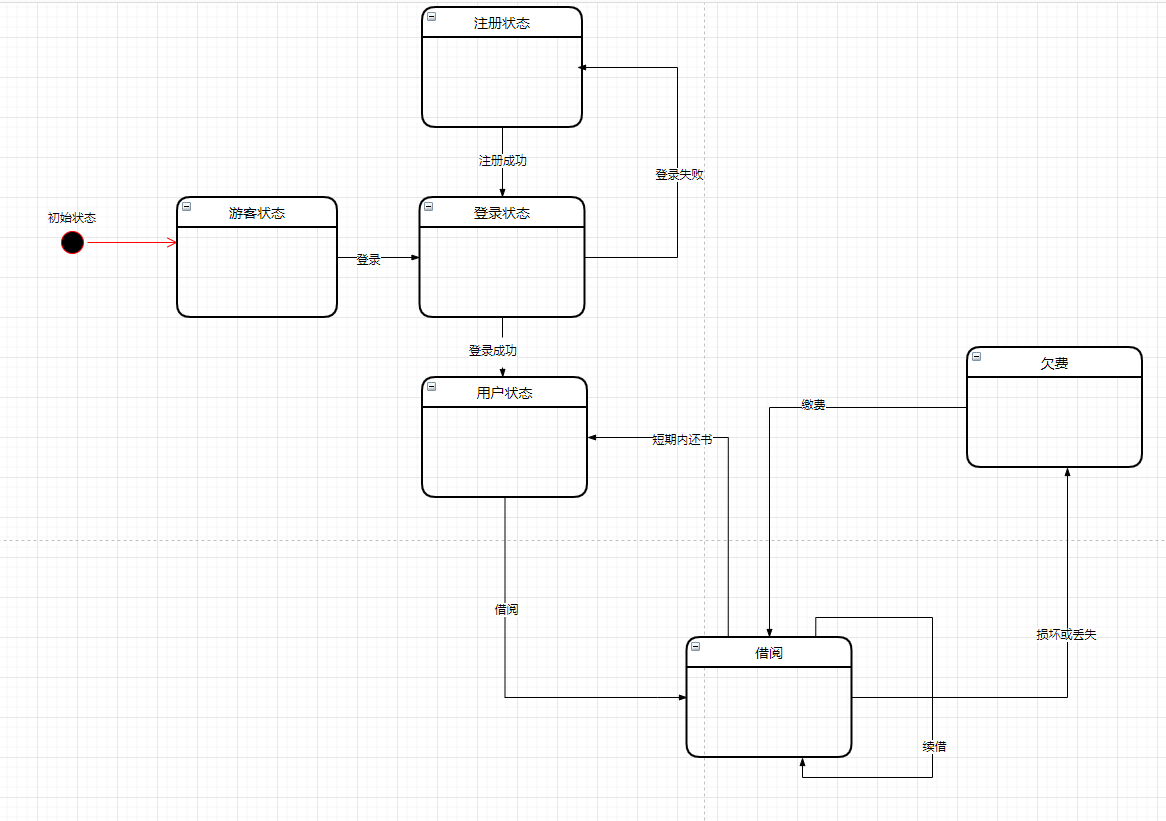 注册状态
注册成功
登录失败
初始状态
游客状态
登录状态
登录
登录成功
欠费
用户状态
缴费
短期内还书
借阅
损坏或丢失
借阅
续借